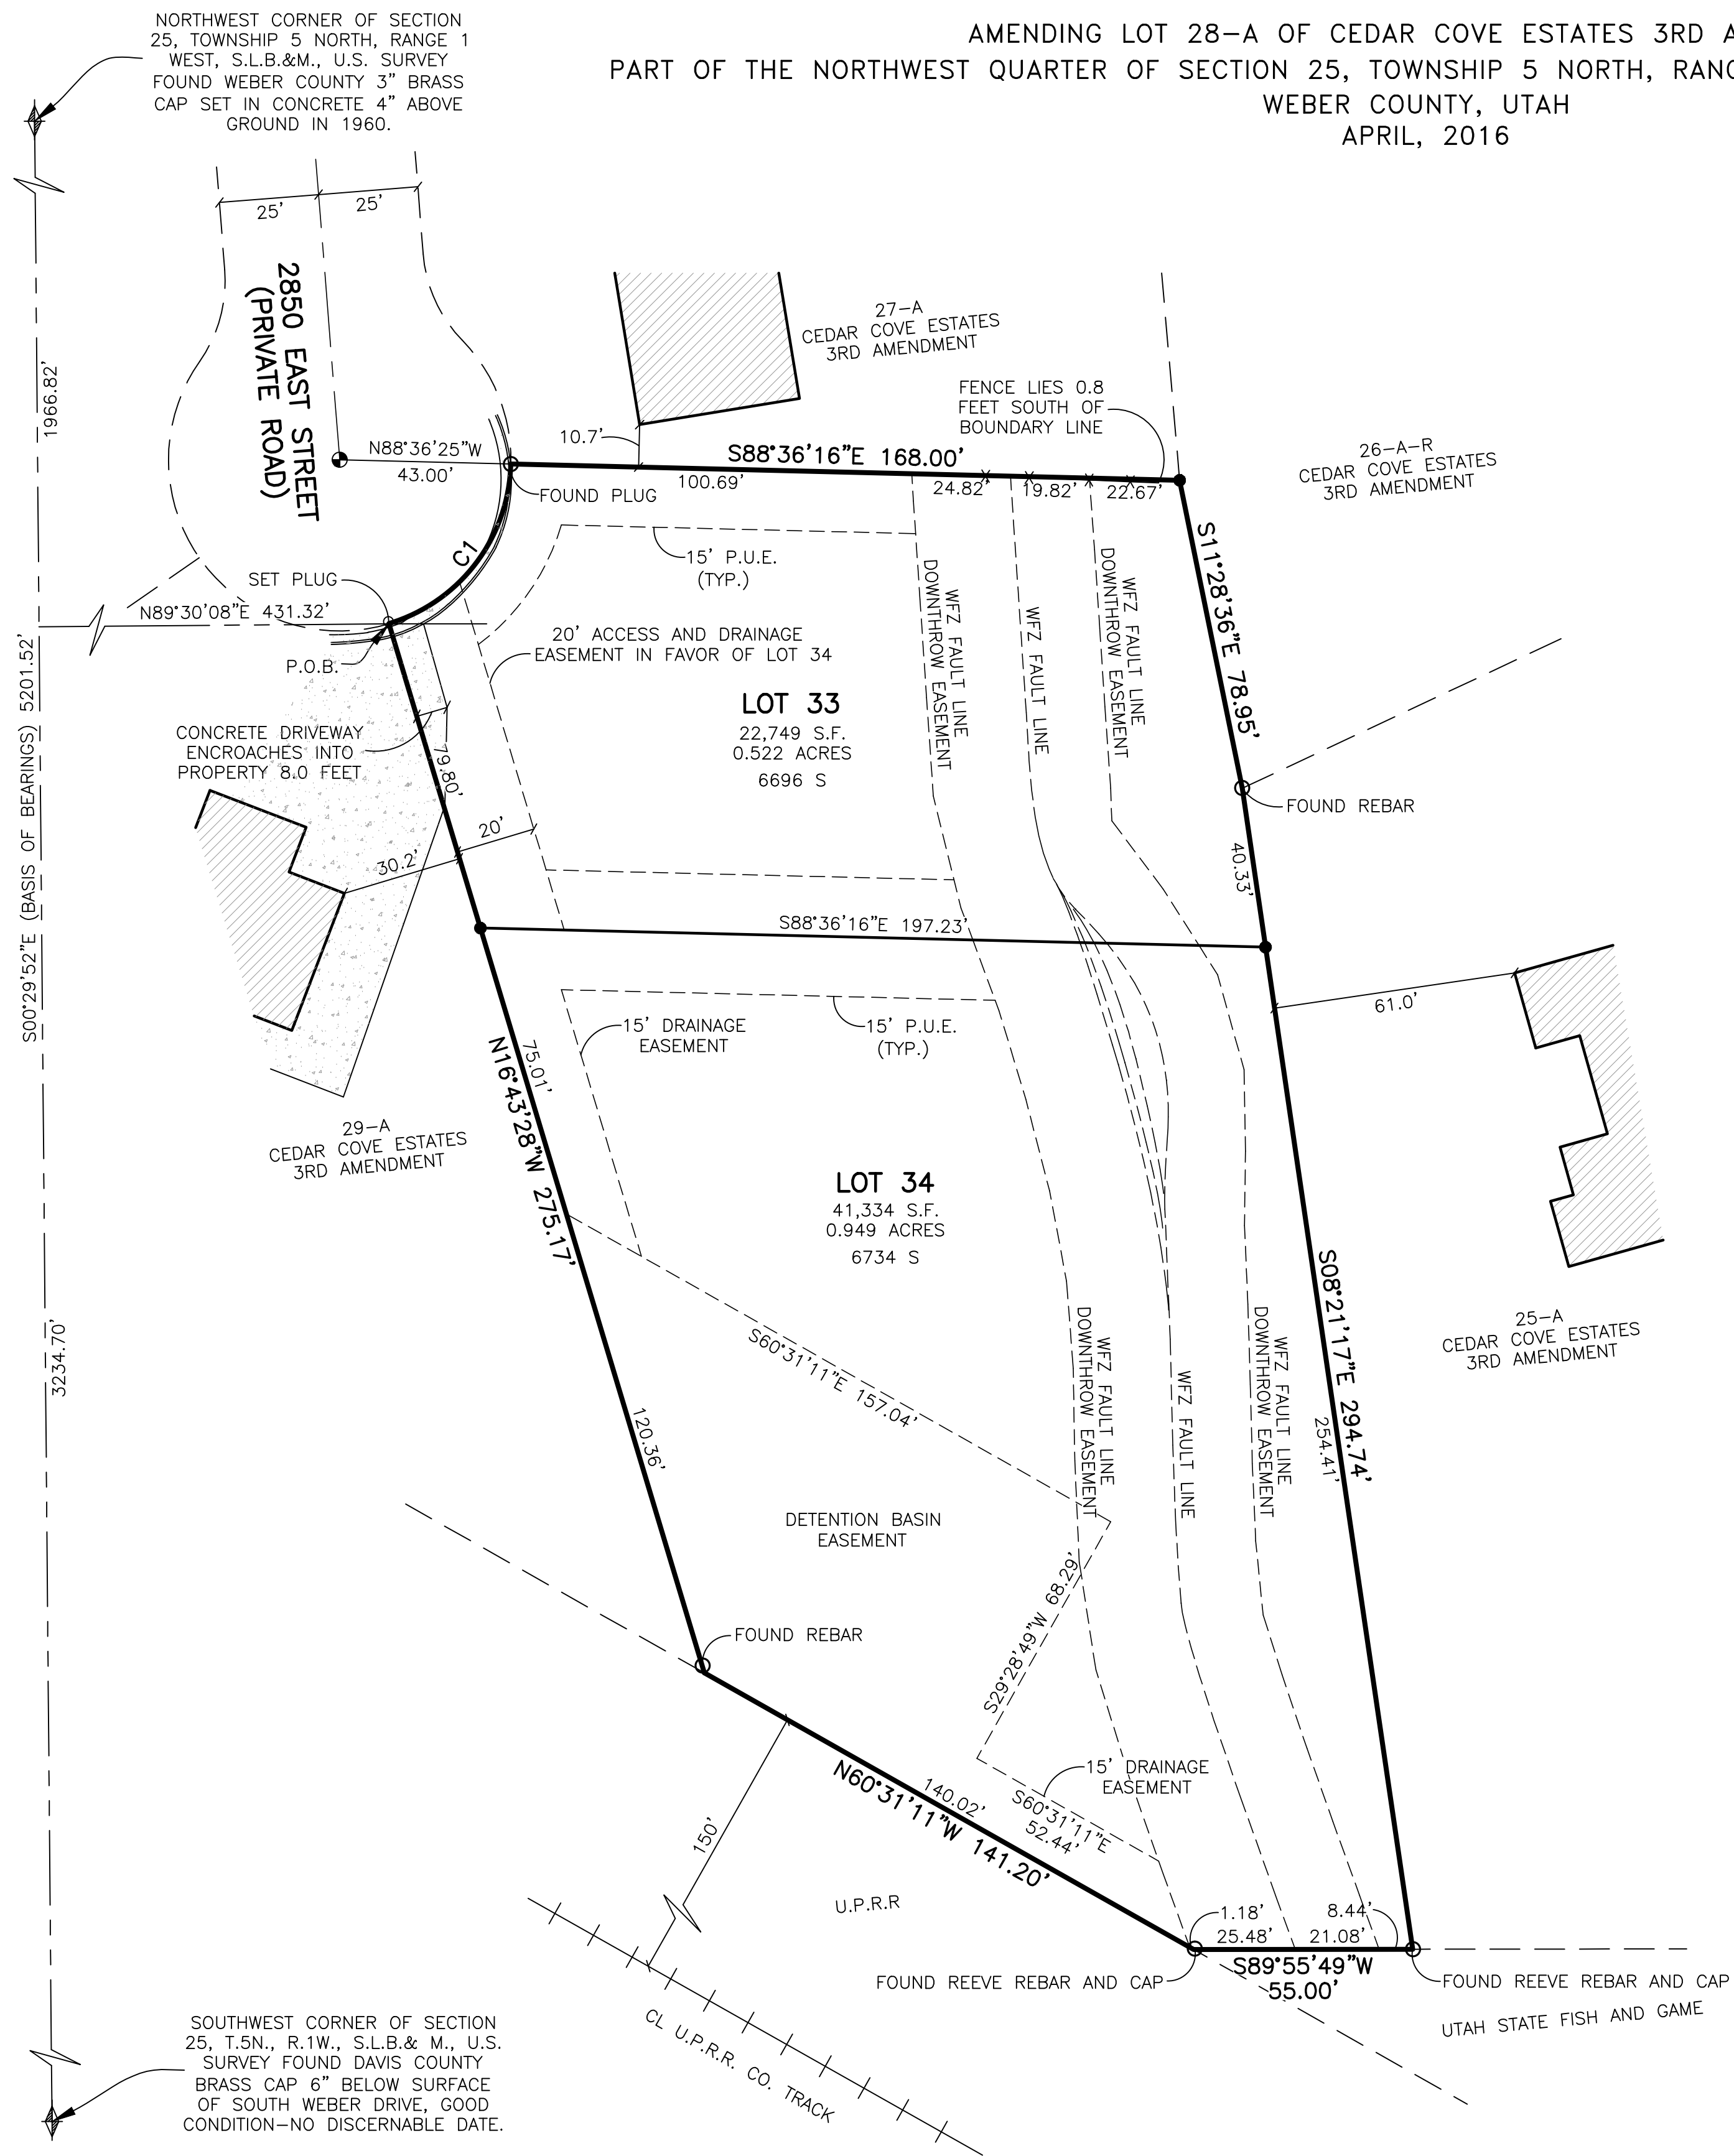 NORTHWEST CORNER OF SECTION
25, TOWNSHIP 5 NORTH, RANGE 1
WEST, S.L.B.&M., U.S. SURVEY
FOUND WEBER COUNTY 3" BRASS
CAP SET IN CONCRETE 4" ABOVE
GROUND IN 1960.
AMENDING LOT 28-A OF CEDAR COVE ESTATES 3RD
PART OF THE NORTHWEST QUARTER OF SECTION 25, TOWNSHIP 5 NORTH,
WEBER COUNTY, UTAH
APRIL, 2016
25'
25'
2850 EAST STREET
(PRIVATE ROAD)
1966.82'
27-A
CEDAR COVE ESTATES
3RD AMENDMENT
FENCE LIES 0.8
FEET SOUTH OF
BOUNDARY LINE
10.7'
N88°36'25"W
43.00'
S88°36'16"E 168.00'
100.69'
24.82'
19.82'
22.67'
26-A-R
CEDAR COVE ESTATES
3RD AMENDMENT
FOUND PLUG
C1
15' P.U.E.
(TYP.)
SET PLUG
N89°30'08"E 431.32'
P.O.B.
20' ACCESS AND DRAINAGE
EASEMENT IN FAVOR OF LOT 34
WFZ FAULT LINE
DOWNTHROW EASEMENT
WFZ FAULT LINE
WFZ FAULT LINE
DOWNTHROW EASEMENT
S11°28'36"E 78.95'
LOT 33
22,749 S.F.
0.522 ACRES
6696 S
CONCRETE DRIVEWAY
ENCROACHES INTO
PROPERTY 8.0 FEET
79.80'
FOUND REBAR
20'
30.2'
40.33'
S00°29'52"E (BASIS OF BEARINGS) 5201.52'
S88°36'16"E 197.23'
61.0'
15' DRAINAGE
EASEMENT
15' P.U.E.
(TYP.)
75.01'
N16°43'28"W 275.17'
29-A
CEDAR COVE ESTATES
3RD AMENDMENT
LOT 34
41,334 S.F.
0.949 ACRES
6734 S
S60°31'11"E 157.04'
WFZ FAULT LINE
DOWNTHROW EASEMENT
WFZ FAULT LINE
WFZ FAULT LINE
DOWNTHROW EASEMENT
S08°21'17"E 294.74'
254.41'
25-A
CEDAR COVE ESTATES
3RD AMENDMENT
3234.70'
120.36'
DETENTION BASIN
EASEMENT
S29°28'49"W 68.29'
FOUND REBAR
15' DRAINAGE
EASEMENT
S60°31'11"E
52.44'
140.02'
N60°31'11"W 141.20'
150'
U.P.R.R
1.18'
8.44'
25.48'
21.08'
S89°55'49"W
55.00'
FOUND REEVE REBAR AND CAP
FOUND REEVE REBAR AND CAP
UTAH STATE FISH AND GAME
CL U.P.R.R. CO. TRACK
SOUTHWEST CORNER OF SECTION
25, T.5N., R.1W., S.L.B.& M., U.S.
SURVEY FOUND DAVIS COUNTY
BRASS CAP 6" BELOW SURFACE
OF SOUTH WEBER DRIVE, GOOD
CONDITION-NO DISCERNABLE DATE.